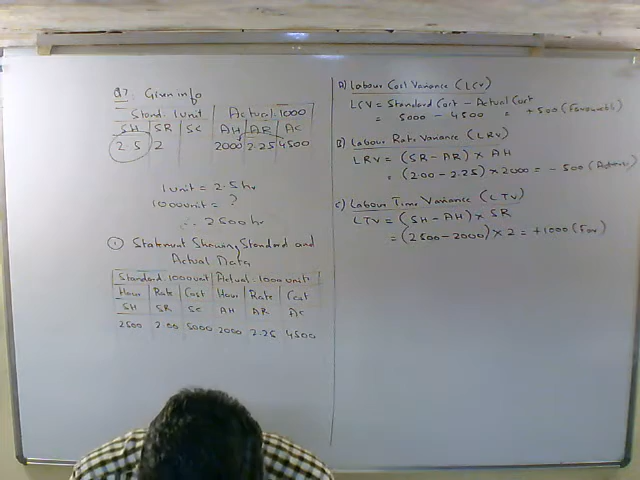 Q7. Given info
Stand. 1 unit | Actual: 1000
SH | SR | SC | AH | AR | AC
2.5 | 2 | 2000 | 2.25 | 4500
1 unit = 2.5 hr
1000 unit = ?
∴ 2500 hr
① Statement Showing Standard and
Actual Data
Standard: 1000 unit | Actual: 1000 unit
Hour | Rate | Cost | Hour | Rate | Cost
SH | SR | SC | AH | AR | AC
2500 | 2.00 | 5000 | 2000 | 2.25 | 4500
A) Labour Cost Variance (LCV)
LCV = Standard Cost - Actual Cost
= 5000 - 4500 = +500 (Favourable)
B) Labour Rate Variance (LRV)
LRV = (SR - AR) × AH
= (2.00 - 2.25) × 2000 = -500
C) Labour Time Variance (LTV)
LTV = (SH - AH) × SR
= (2500 - 2000) × 2 = +1000 (Fav)